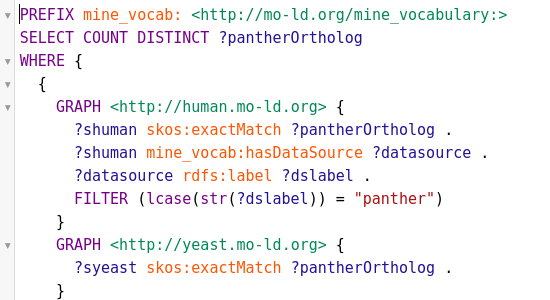 PREFIX mine_vocab: <http://mo-ld.org/mine_vocabulary:>
SELECT COUNT DISTINCT ?pantherOrtholog
WHERE {
{
GRAPH <http://human.mo-ld.org> {
?shuman skos:exactMatch ?pantherOrtholog .
?shuman mine_vocab:hasDataSource ?datasource .
?datasource rdfs:label ?dslabel .
FILTER (lcase(str(?dslabel)) = "panther")
}
GRAPH <http://yeast.mo-ld.org> {
?syeast skos:exactMatch ?pantherOrtholog .
}